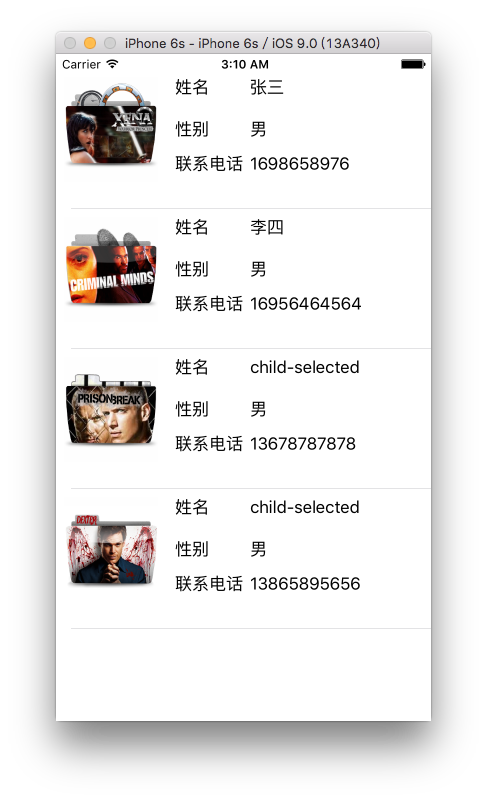 iPhone 6s - iPhone 6s / iOS 9.0 (13A340)
Carrier 3:10 AM
姓名 张三
XENA
性别 男
联系电话 1698658976
姓名 李四
性别 男
CRIMINAL MINDS
联系电话 16956464564
姓名 child-selected
PRISON BREAK
性别 男
联系电话 13678787878
姓名 child-selected
DEXTER
性别 男
联系电话 13865895656